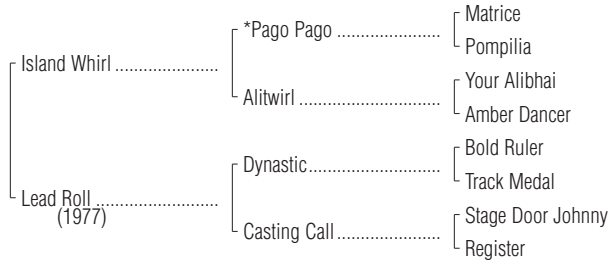 Matrice
*Pago Pago ....................
Pompilia
Island Whirl ....................
Your Alibhai
Alitwirl ...........................
Amber Dancer
Bold Ruler
Dynastic.........................
Track Medal
Lead Roll ........................
(1977)
Stage Door Johnny
Casting Call....................
Register